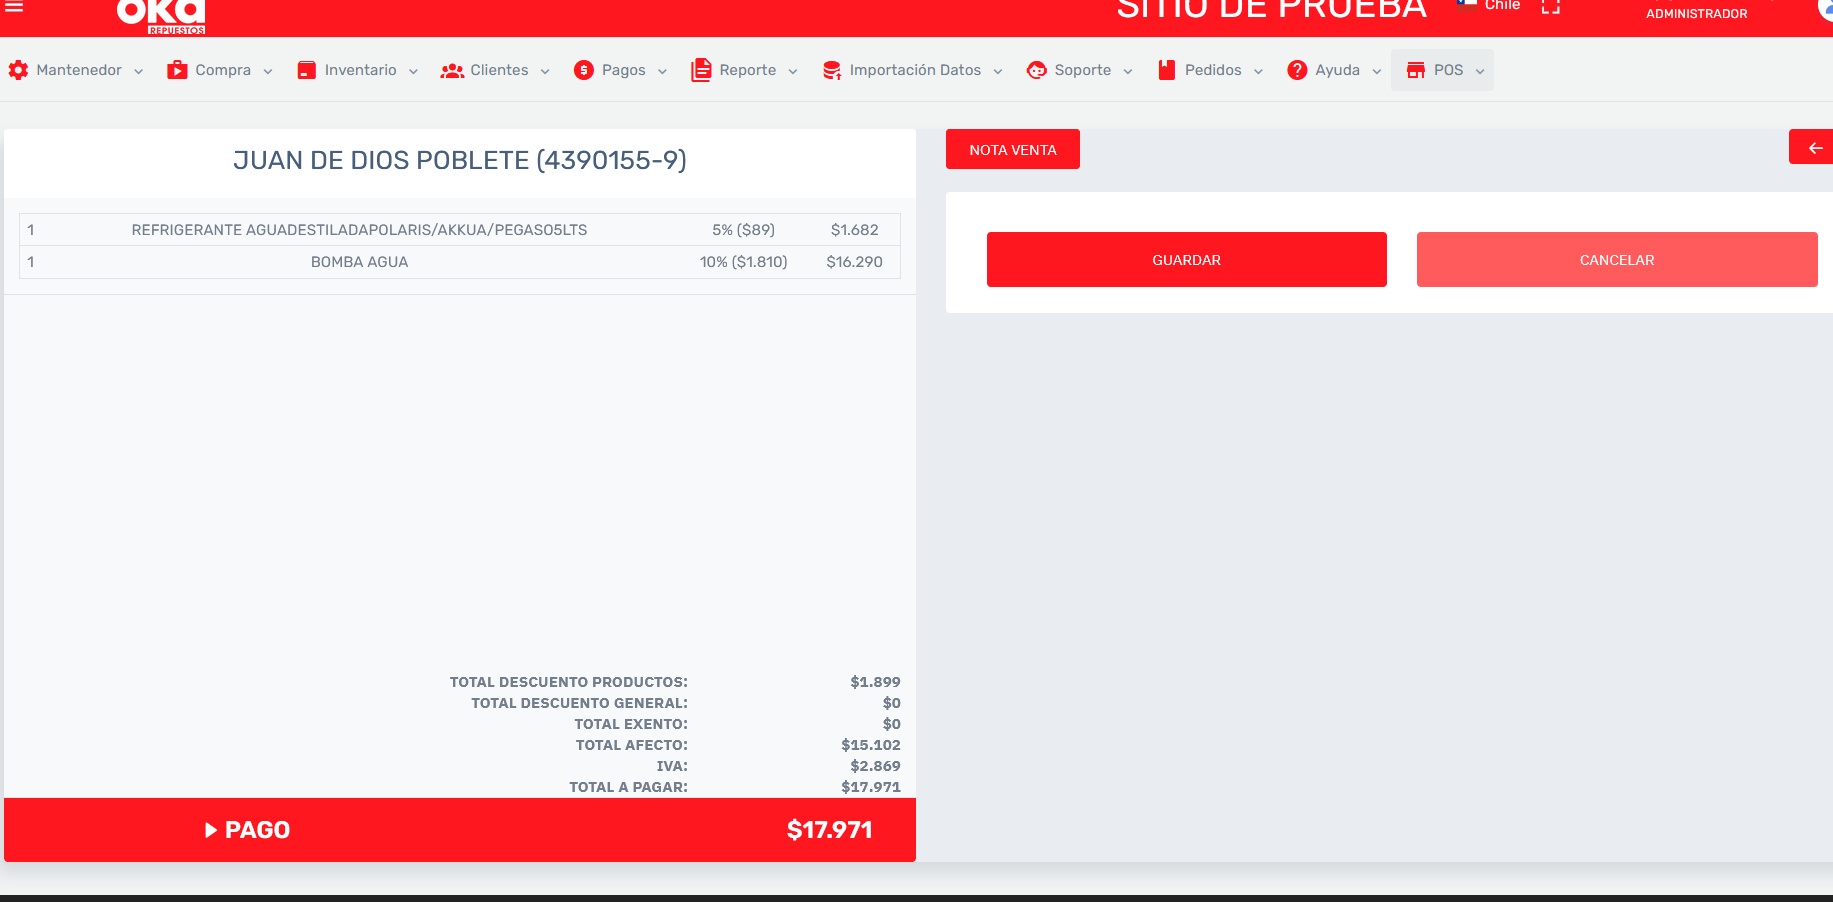 oka
REPUESTOS
SITIO DE PRUEBA
Chile
ADMINISTRADOR
Mantenedor
Compra
Inventario
Clientes
Pagos
Reporte
Importación Datos
Soporte
Pedidos
Ayuda
POS
JUAN DE DIOS POBLETE (4390155-9)
1 REFRIGERANTE AGUADESTILADAPOLARIS/AKKUA/PEGASO5LTS 5% ($89) $1.682
1 BOMBA AGUA 10% ($1.810) $16.290
TOTAL DESCUENTO PRODUCTOS: $1.899
TOTAL DESCUENTO GENERAL: $0
TOTAL EXENTO: $0
TOTAL AFECTO: $15.102
IVA: $2.869
TOTAL A PAGAR: $17.971
PAGO $17.971
NOTA VENTA
GUARDAR
CANCELAR